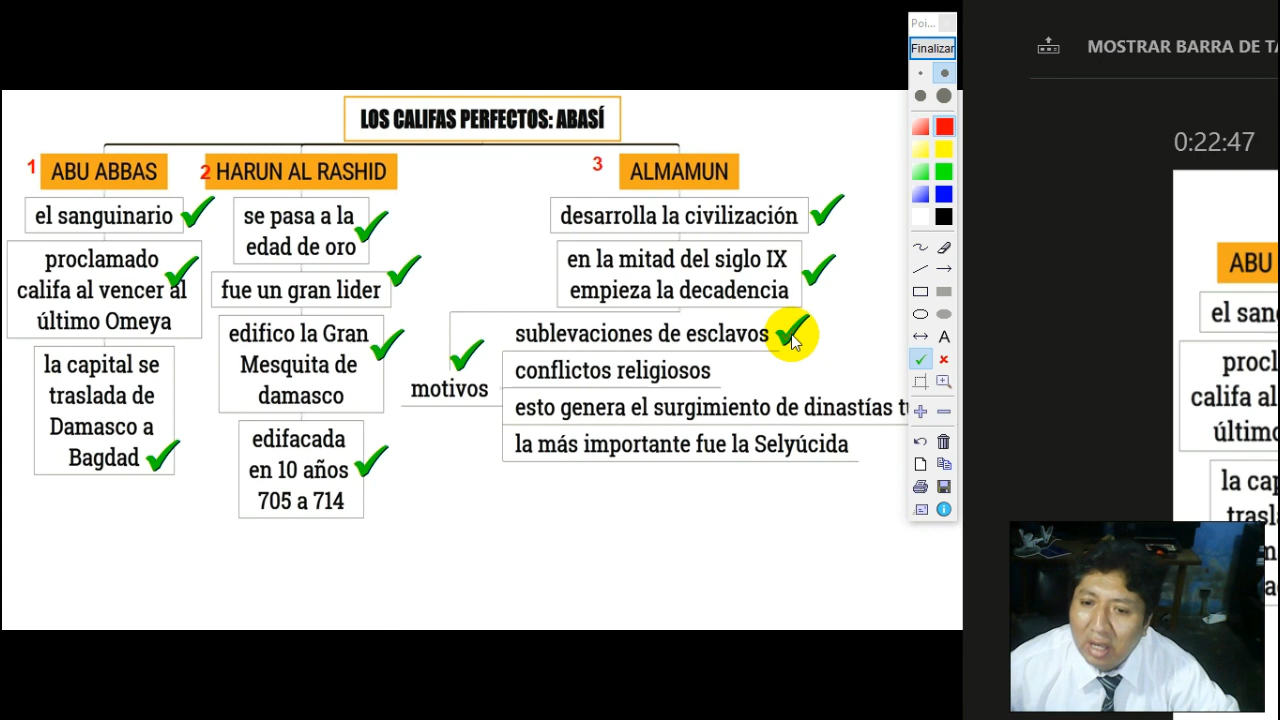 LOS CALIFAS PERFECTOS: ABASÍ
1 ABU ABBAS
el sanguinario
proclamado
califa al vencer al
último Omeya
la capital se
traslada de
Damasco a
Bagdad
2 HARUN AL RASHID
se pasa a la
edad de oro
fue un gran lider
edifico la Gran
Mesquita de
damasco
edifacada
en 10 años
705 a 714
3 ALMAMUN
desarrolla la civilización
en la mitad del siglo IX
empieza la decadencia
motivos
sublevaciones de esclavos
conflictos religiosos
esto genera el surgimiento de dinastías
la más importante fue la Selyúcida
Poi...
Finalizar
A
MOSTRAR BARRA DE
0:22:47
ABU
el san
procl
califa al
último
la cap
trasl